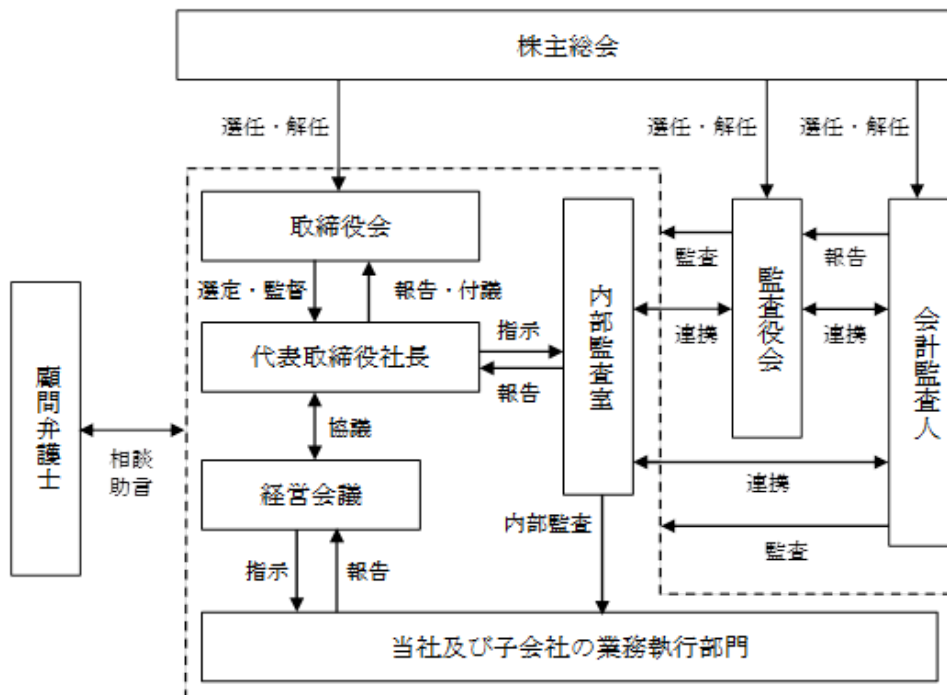 株主総会
選任・解任
選任・解任
選任・解任
取締役会
選定・監督
報告・付議
代表取締役社長
指示
報告
内部監査室
監査
連携
監査役会
報告
連携
会計監査人
顧問弁護士
相談
助言
協議
経営会議
連携
内部監査
監査
指示
報告
当社及び子会社の業務執行部門